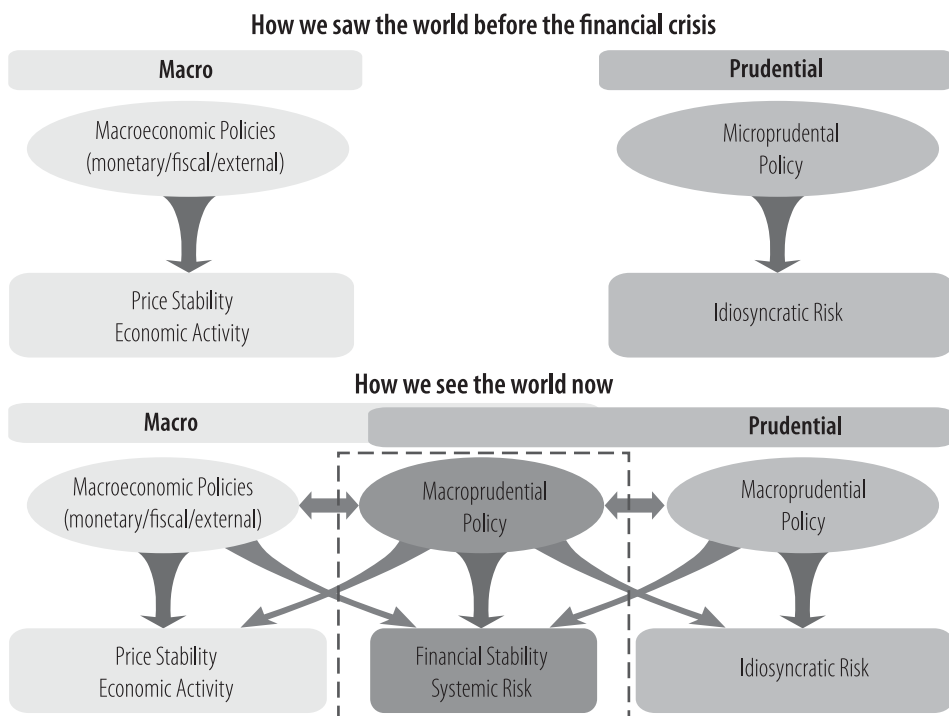 How we saw the world before the financial crisis
Macro
Prudential
Macroeconomic Policies
(monetary/fiscal/external)
Microprudental
Policy
Price Stability
Economic Activity
Idiosyncratic Risk
How we see the world now
Macro
Prudential
Macroeconomic Policies
(monetary/fiscal/external)
Macroprudential
Policy
Macroprudential
Policy
Price Stability
Economic Activity
Financial Stability
Systemic Risk
Idiosyncratic Risk